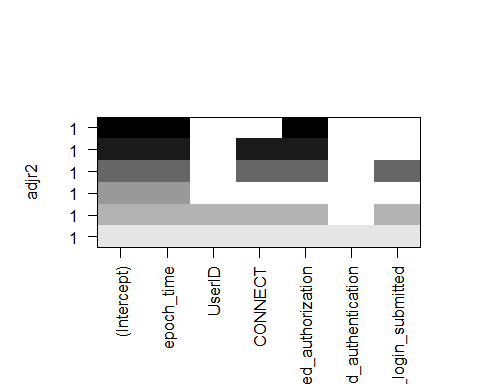 adjr2
1
1
1
1
1
1
(Intercept)
epoch_time
UserID
CONNECT
ed_authorization
d_authentication
_login_submitted